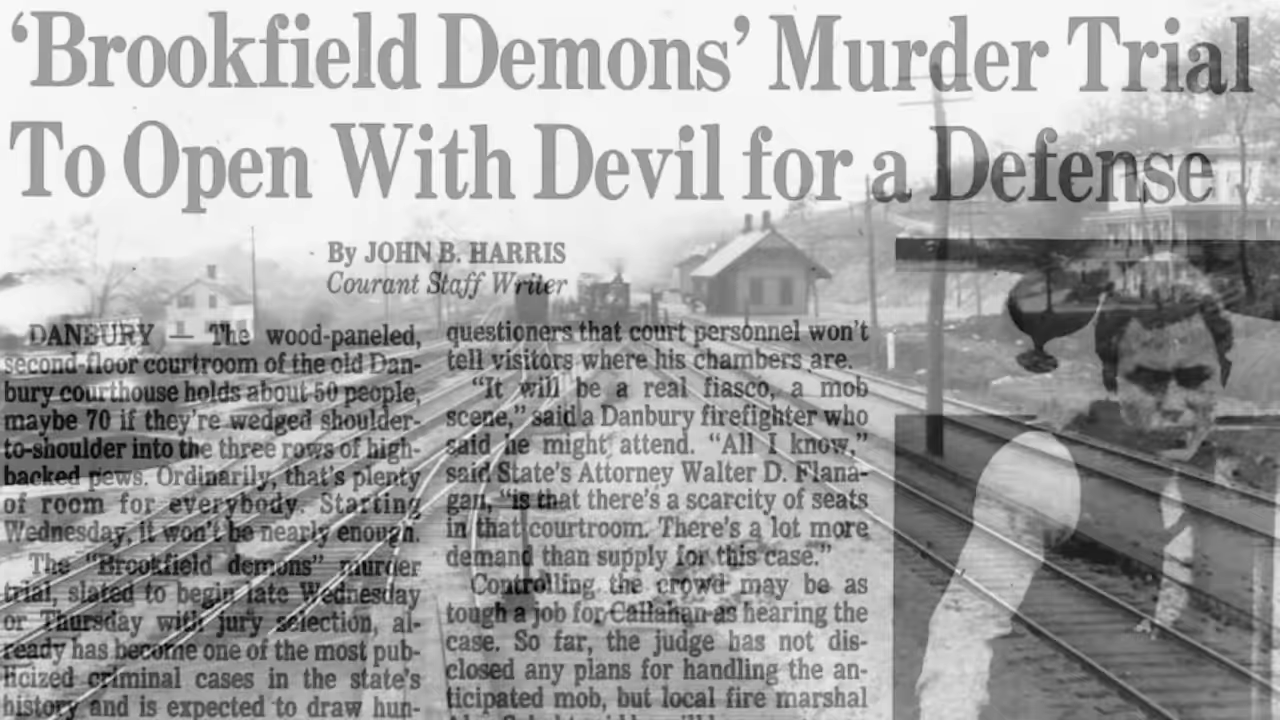 ‘Brookfield Demons’ Murder Trial
To Open With Devil for a Defense
By JOHN B. HARRIS
Courant Staff Writer
DANBURY — The wood-paneled,
second-floor courtroom of the old Dan-
bury courthouse holds about 50 people,
maybe 70 if they're wedged shoulder-
to-shoulder into the three rows of high-
backed pews. Ordinarily, that's plenty
of room for everybody. Starting
Wednesday, it won't be nearly enough.
The “Brookfield demons” murder
trial, slated to begin late Wednesday
or Thursday with jury selection, al-
ready has become one of the most pub-
licized criminal cases in the state's
history and is expected to draw hun-
questioners that court personnel won't
tell visitors where his chambers are.
“It will be a real fiasco, a mob
scene,” said a Danbury firefighter who
said he might attend. “All I know,”
said State's Attorney Walter D. Flana-
gan, “is that there's a scarcity of seats
in that courtroom. There's a lot more
demand than supply for this case.”
Controlling the crowd may be as
tough a job for Callahan as hearing the
case. So far, the judge has not dis-
closed any plans for handling the an-
ticipated mob, but local fire marshal